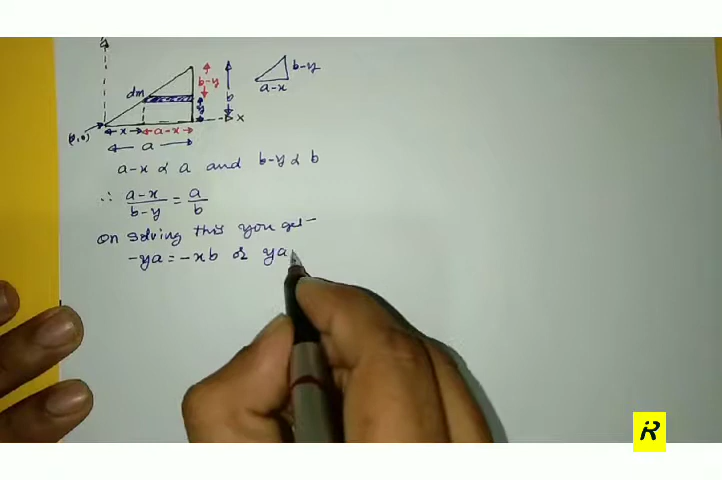 y
b-y
b-y
dm
b
y
a-x
(0,0)
x
a-x
x
a
a-x α a and b-y α b
∴ a-x/b-y = a/b
on solving this you get-
-ya = -xb or ya
R